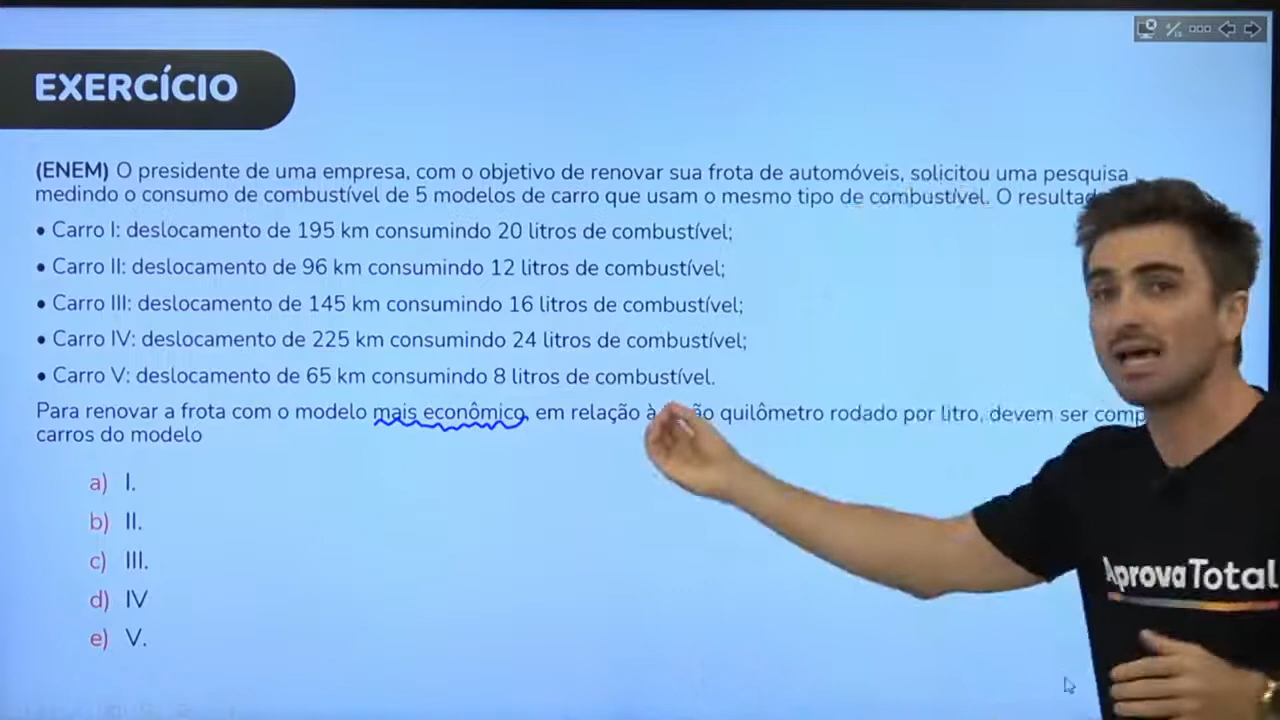 EXERCÍCIO
(ENEM) O presidente de uma empresa, com o objetivo de renovar sua frota de automóveis, solicitou uma pesquisa
medindo o consumo de combustível de 5 modelos de carro que usam o mesmo tipo de combustível. O
• Carro I: deslocamento de 195 km consumindo 20 litros de combustível;
• Carro II: deslocamento de 96 km consumindo 12 litros de combustível;
• Carro III: deslocamento de 145 km consumindo 16 litros de combustível;
• Carro IV: deslocamento de 225 km consumindo 24 litros de combustível;
• Carro V: deslocamento de 65 km consumindo 8 litros de combustível.
Para renovar a frota com o modelo mais econômico, em relação à quilômetro rodado por litro, devem ser
carros do modelo
a) I.
b) II.
c) III.
d) IV
e) V.
AprovaTotal